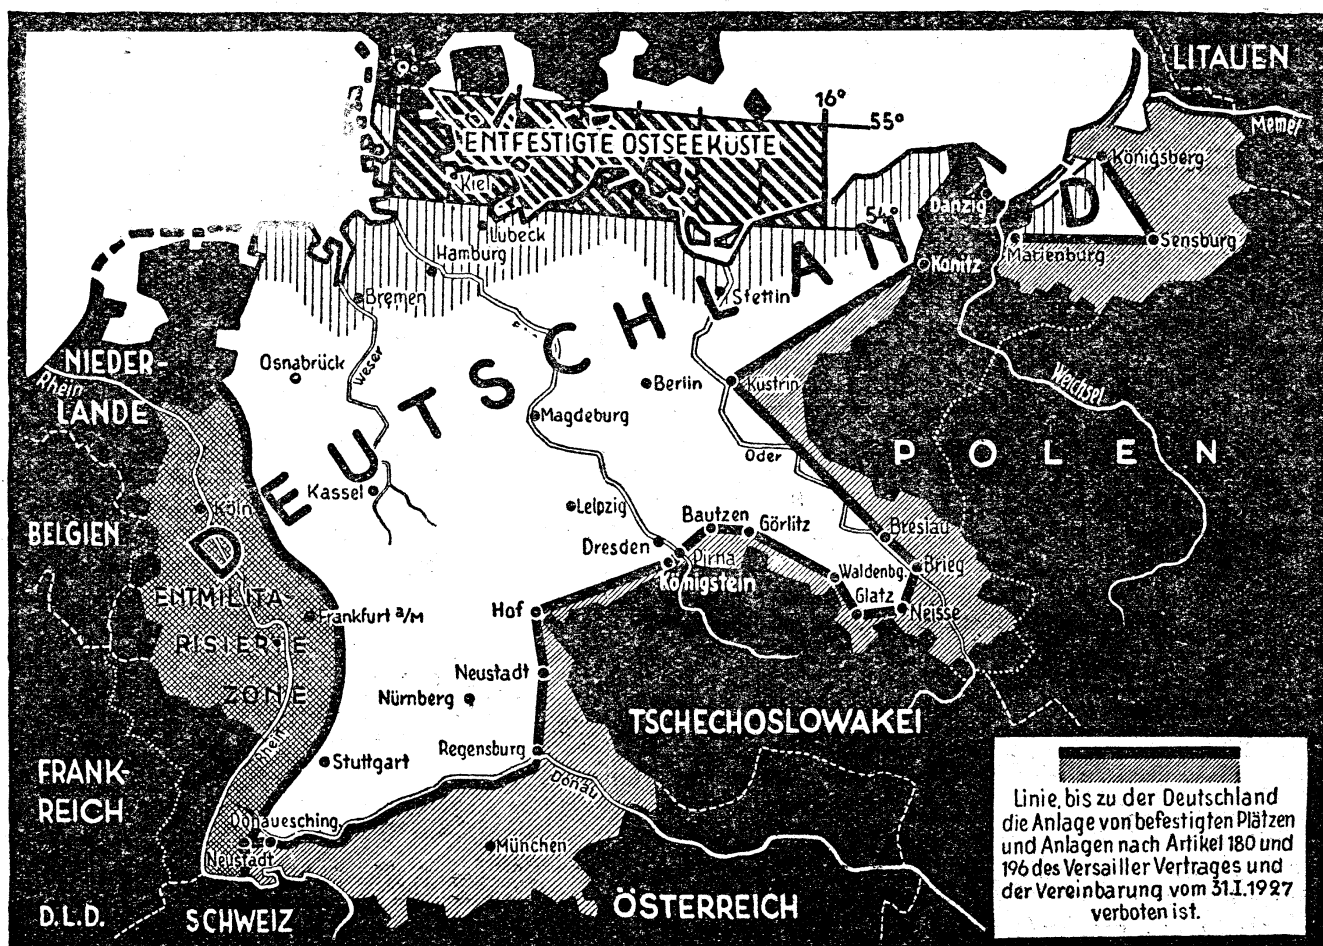 LITAUEN
16°
55°
Memel
ENTFESTIGTE OSTSEEKÜSTE
Königsberg
Kiel
D
Danzig
54°
Lübeck
Hamburg
Marienburg
Sensburg
Konitz
Bremen
Stettin
NIEDER-
LANDE
Rhein
Osnabrück
Weser
Berlin
Küstrin
Weichsel
Magdeburg
DEUTSCHLAND
POLEN
Oder
Kassel
Köln
Leipzig
BELGIEN
Bautzen
Görlitz
Breslau
Dresden
Pirna
Königstein
Waldenbg.
Brieg
Glatz
Neisse
ENTMILITA-
RISIERTE
ZONE
Frankfurt a/M
Hof
Neustadt
Nürnberg
TSCHECHOSLOWAKEI
Rhein
Stuttgart
Regensburg
Donau
FRANK-
REICH
Donauesching.
Neustadt
München
D.L.D.
SCHWEIZ
ÖSTERREICH
Linie, bis zu der Deutschland
die Anlage von befestigten Plätzen
und Anlagen nach Artikel 180 und
196 des Versailler Vertrages und
der Vereinbarung vom 31.I.1927
verboten ist.